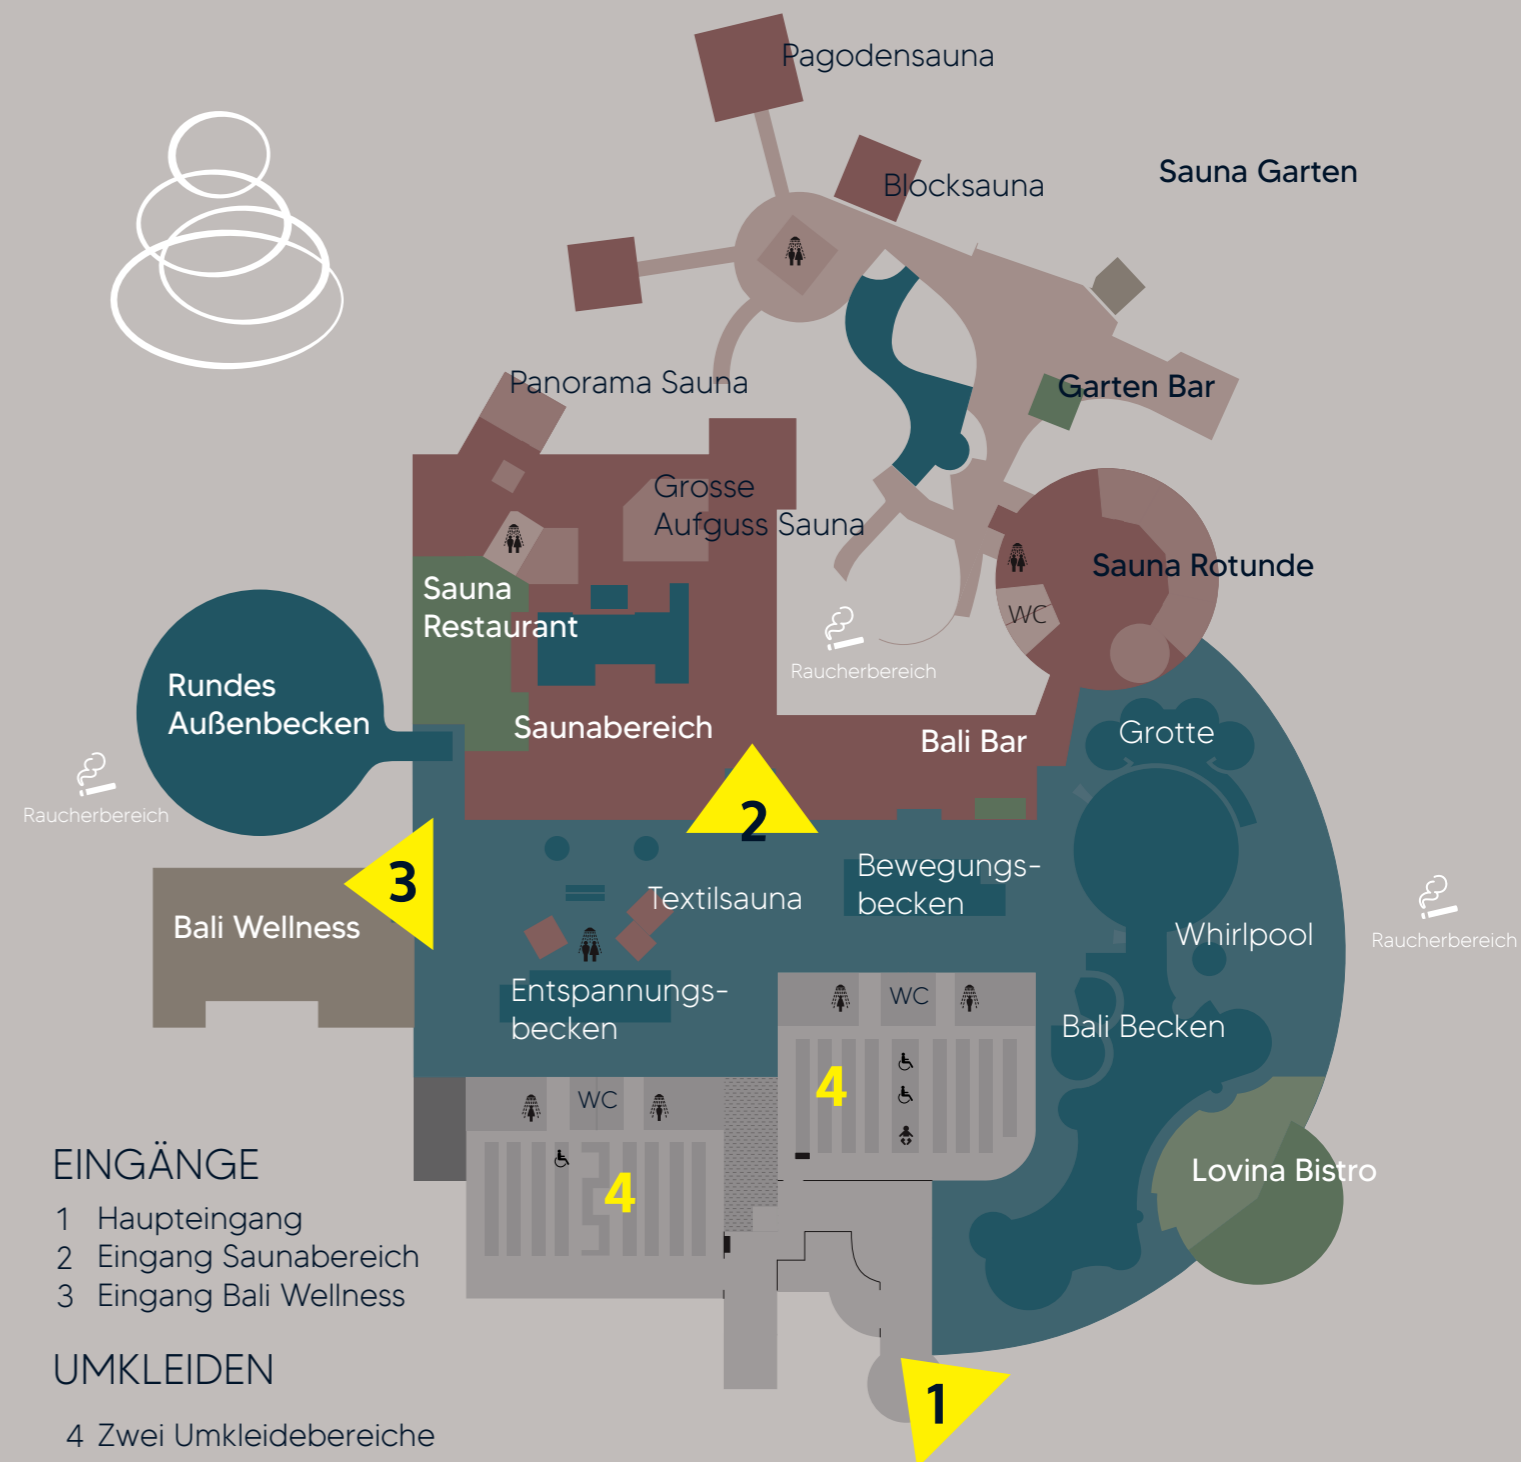 Pagodensauna
Blocksauna
Sauna Garten
Panorama Sauna
Garten Bar
Grosse
Aufguss Sauna
Sauna Rotunde
Sauna
Restaurant
WC
Raucherbereich
Rundes
Außenbecken
Saunabereich
Bali Bar
Grotte
Raucherbereich
2
3
Bewegungs-
becken
Textilsauna
Bali Wellness
Whirlpool
Raucherbereich
Entspannungs-
becken
WC
Bali Becken
4
WC
4
Lovina Bistro
EINGÄNGE
1 Haupteingang
2 Eingang Saunabereich
3 Eingang Bali Wellness
UMKLEIDEN
4 Zwei Umkleidebereiche
1